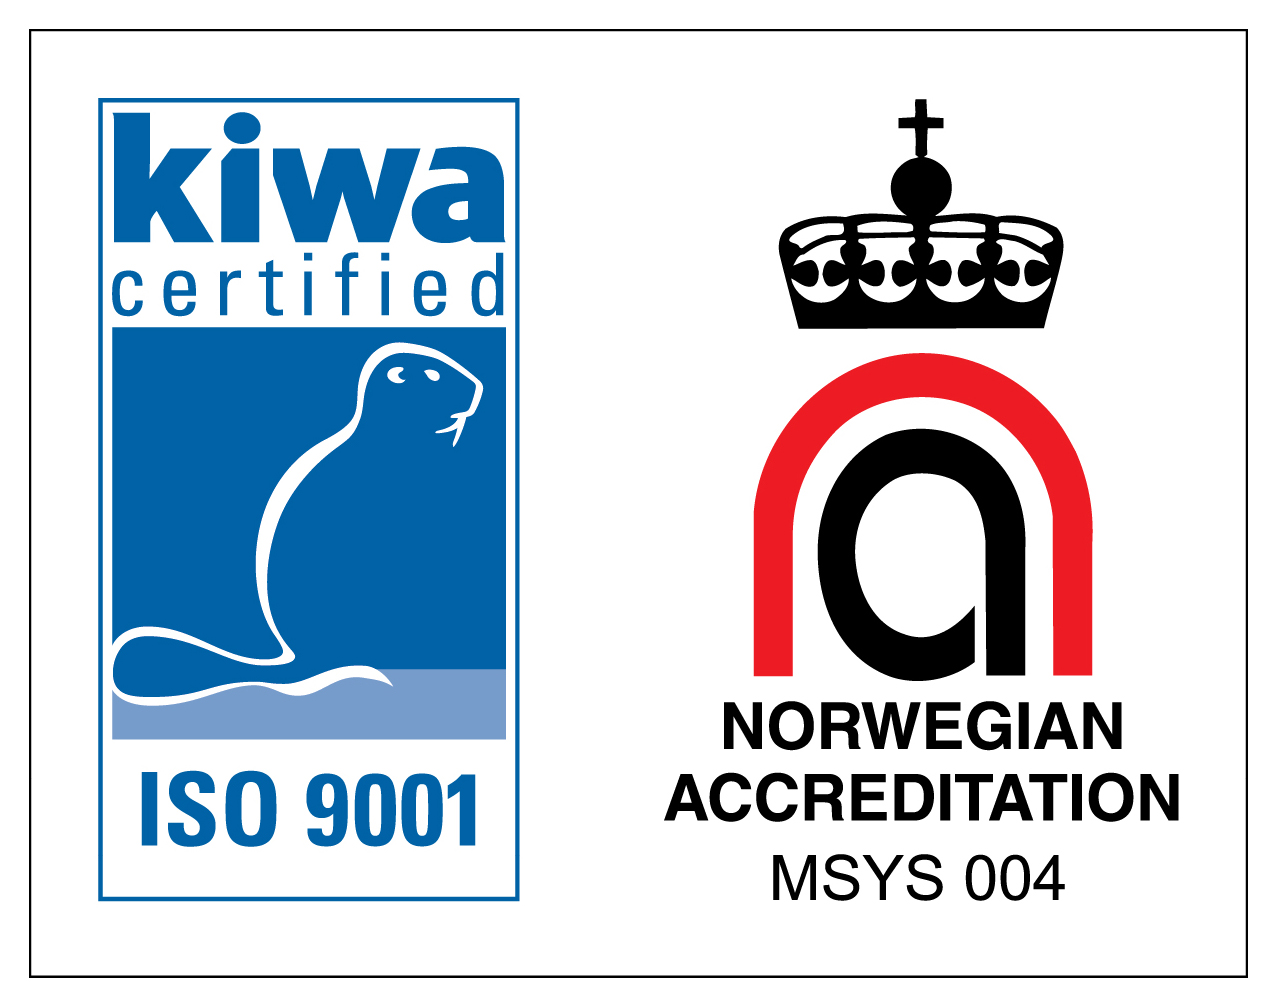 kiwa
certified
ISO 9001
NORWEGIAN
ACCREDITATION
MSYS 004